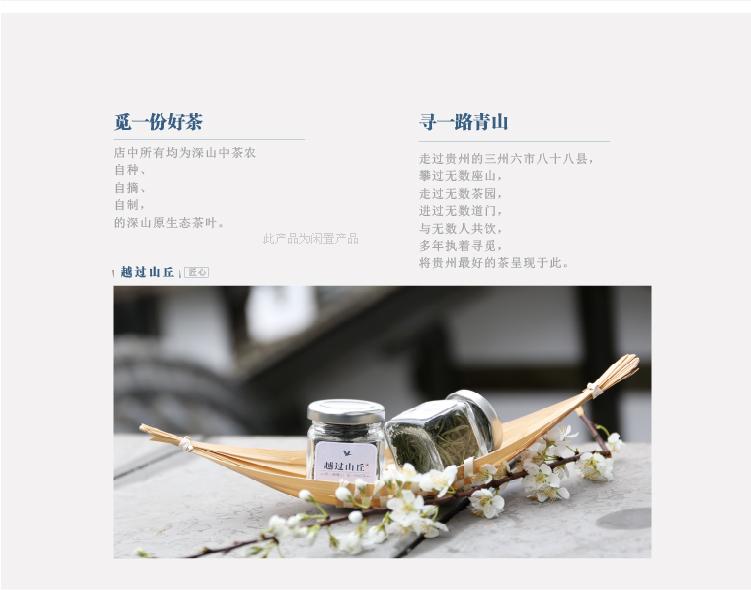 觅一份好茶
店中所有均为深山中茶农
自种、
自摘、
自制，
的深山原生态茶叶。
此产品为闲置产品
寻一路青山
走过贵州的三州六市八十八县，
攀过无数座山，
走过无数茶园，
进过无数道门，
与无数人共饮，
多年执着寻觅，
将贵州最好的茶呈现于此。
越过山丘
匠心
越过山丘